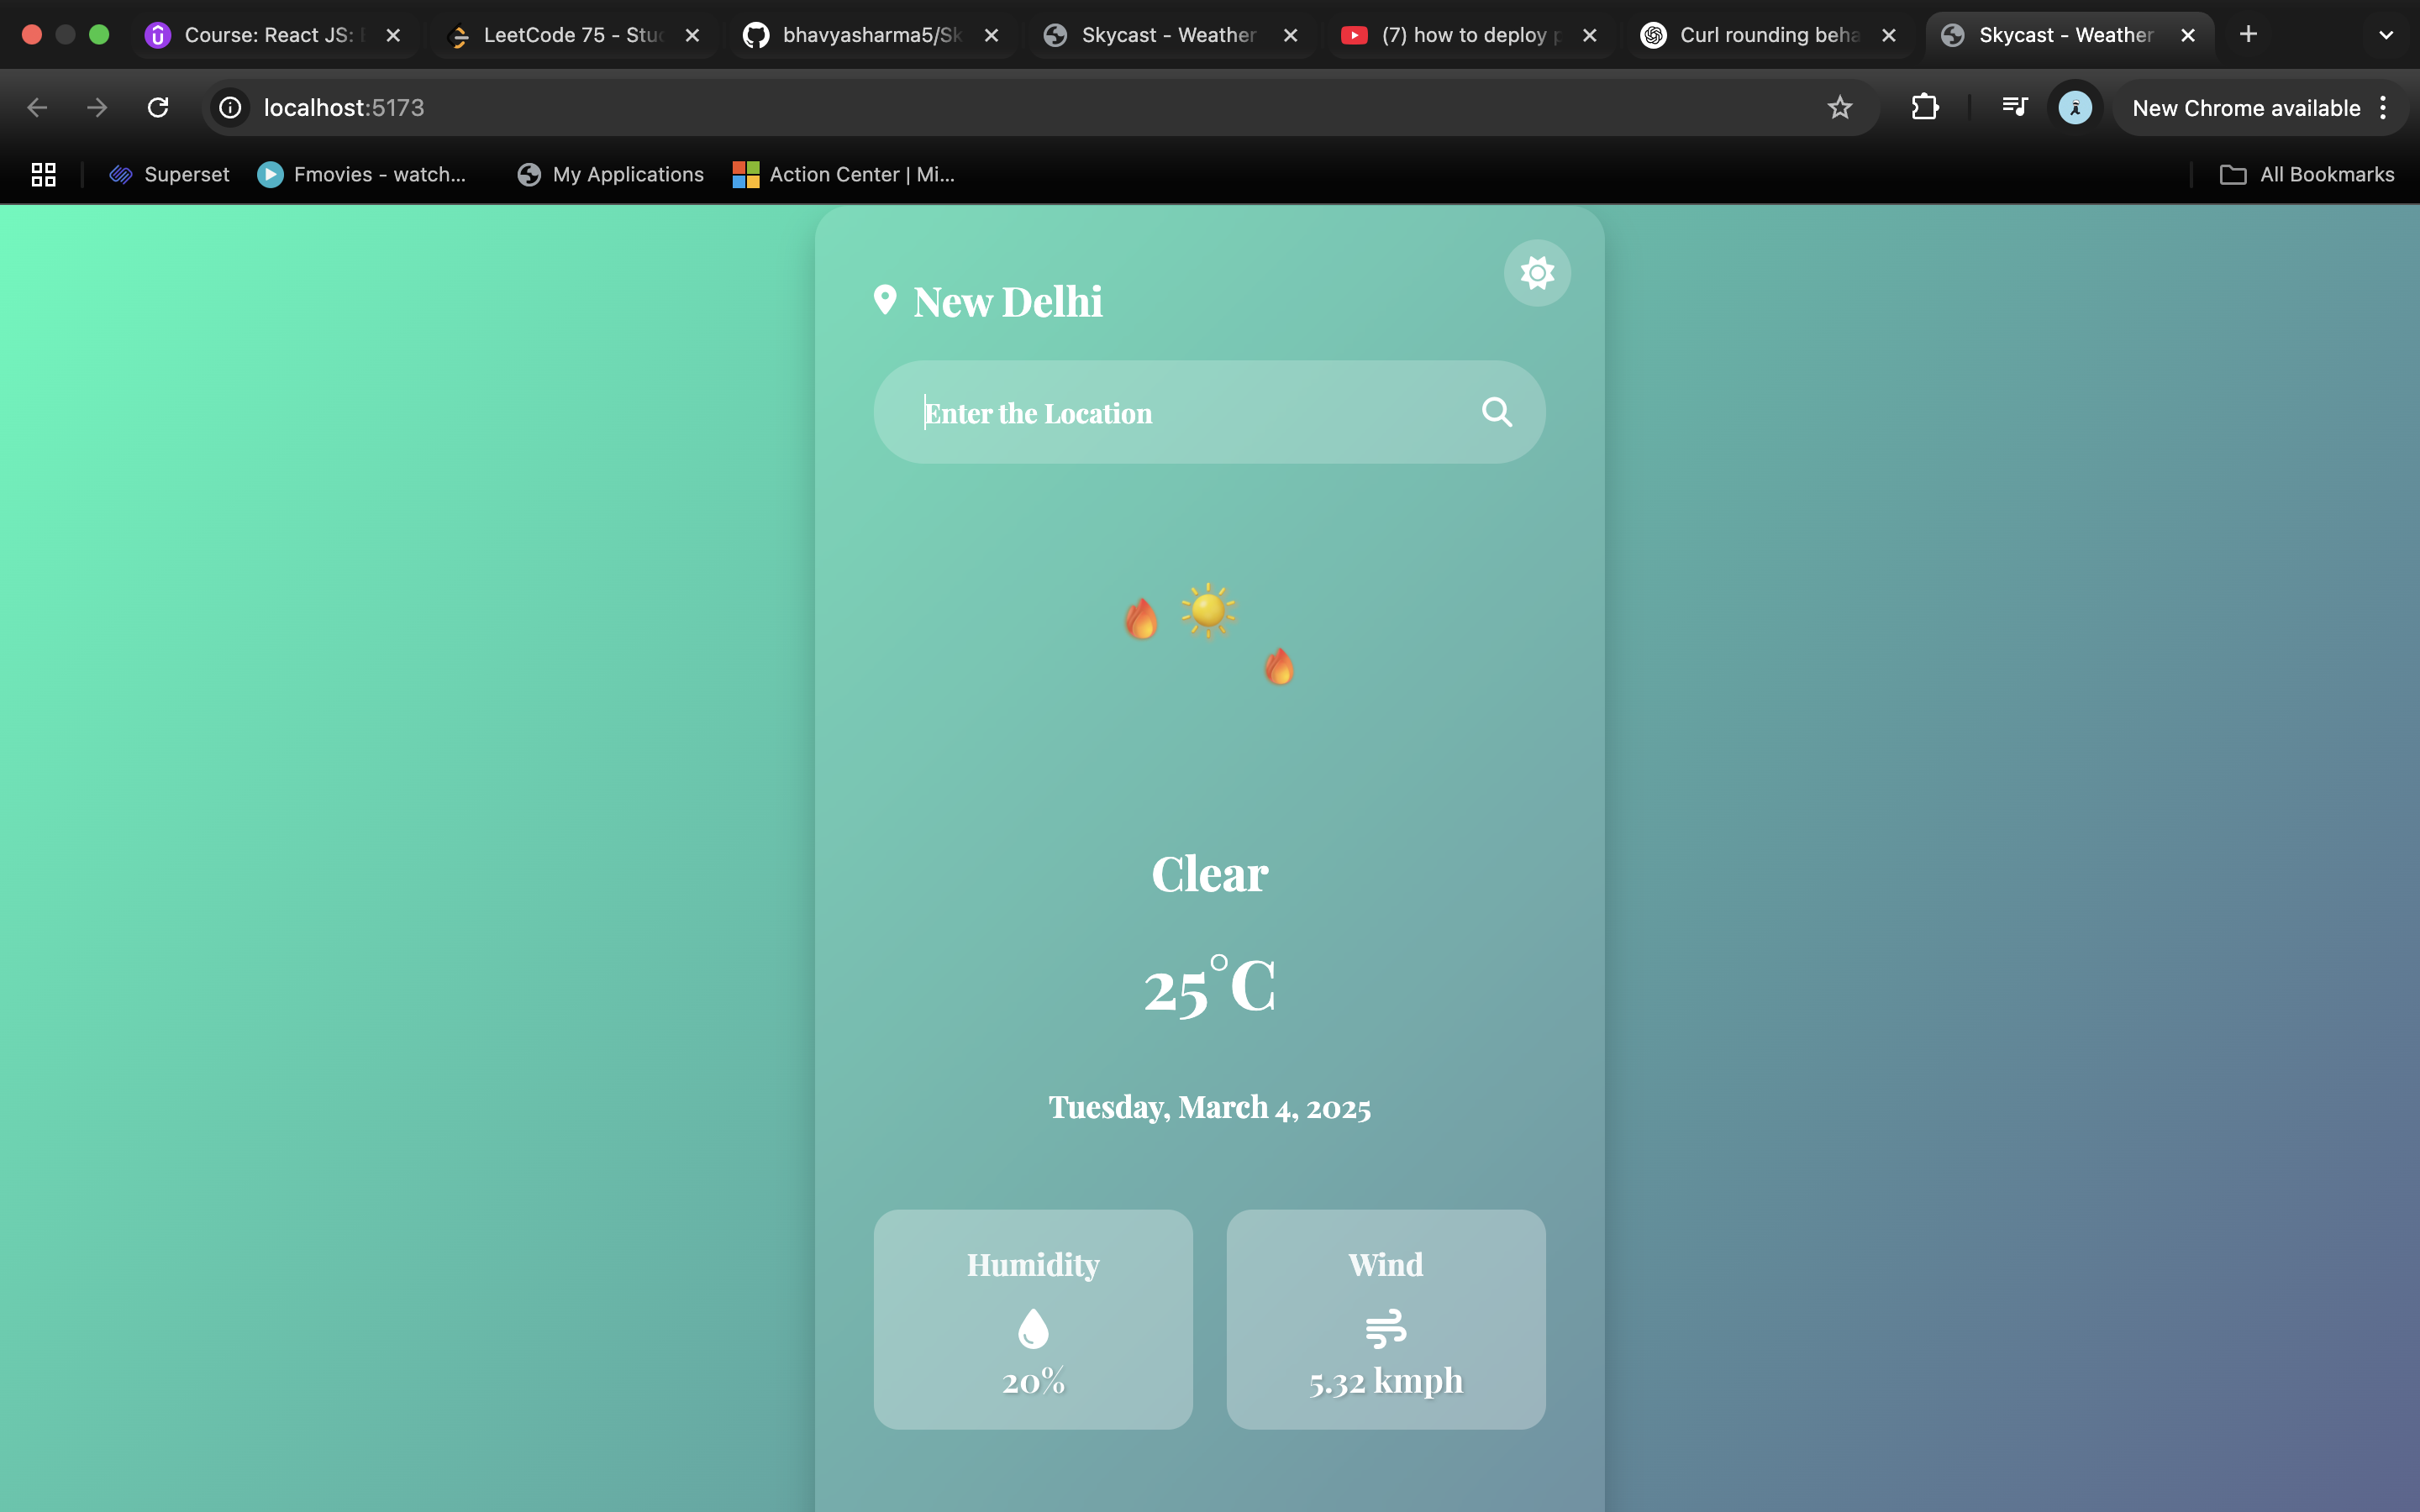 Course: React JS:
LeetCode 75 - Stu
bhavyasharma5/Sk
Skycast - Weather
(7) how to deploy p
Curl rounding beha
Skycast - Weather
localhost:5173
New Chrome available
Superset
Fmovies - watch...
My Applications
Action Center | Mi...
All Bookmarks
New Delhi
Enter the Location
Clear
25°C
Tuesday, March 4, 2025
Humidity
20%
Wind
5.32 kmph